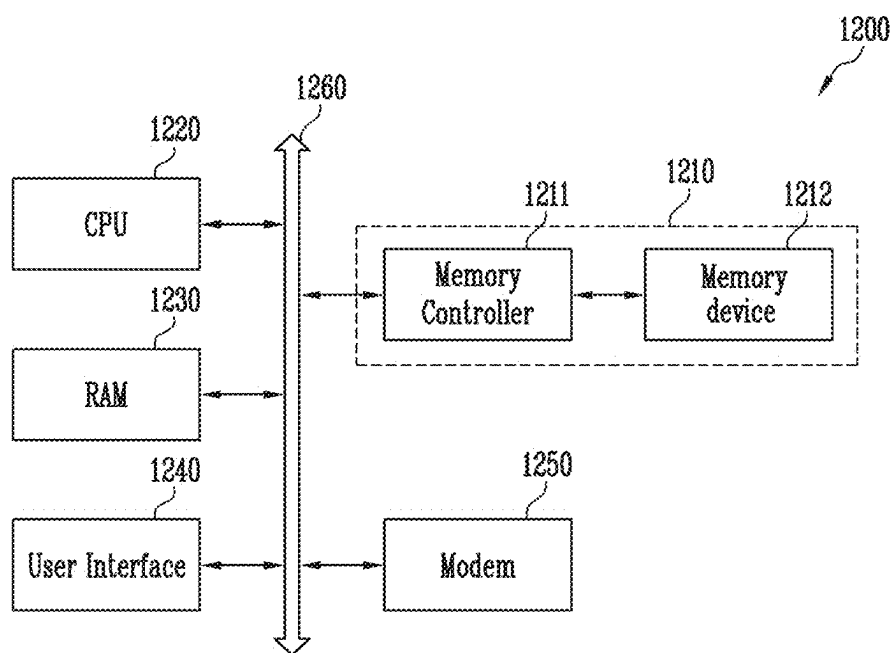 1200
1260
1220
CPU
1210
1211
1212
Memory
Controller
Memory
device
1230
RAM
1240
User Interface
1250
Modem